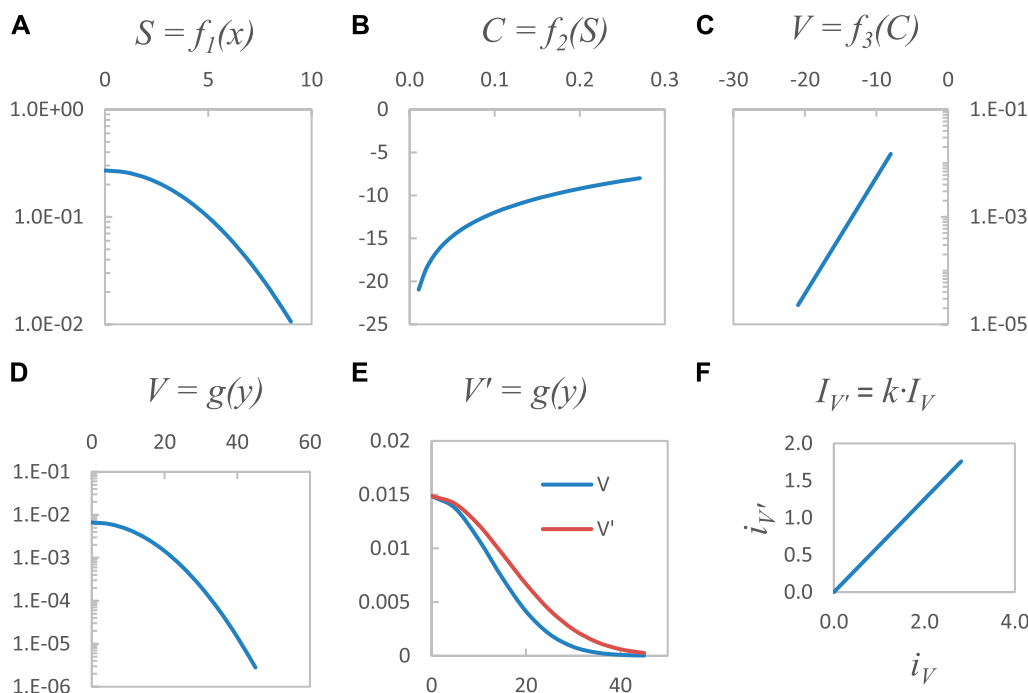 A
S = f1(x)
0 5 10
1.0E+00
1.0E-01
1.0E-02
B
C = f2(S)
0.0 0.1 0.2 0.3
0
-5
-10
-15
-20
-25
C
V = f3(C)
-30 -20 -10 0
1.E-01
1.E-03
1.E-05
D
V = g(y)
0 20 40 60
1.E-01
1.E-02
1.E-03
1.E-04
1.E-05
1.E-06
E
V' = g(y)
0.02
0.015
0.01
0.005
0
V
V'
0 20 40
F
IV' = k·IV
2.0
1.5
1.0
0.5
0.0
iV'
0.0 2.0 4.0
iV